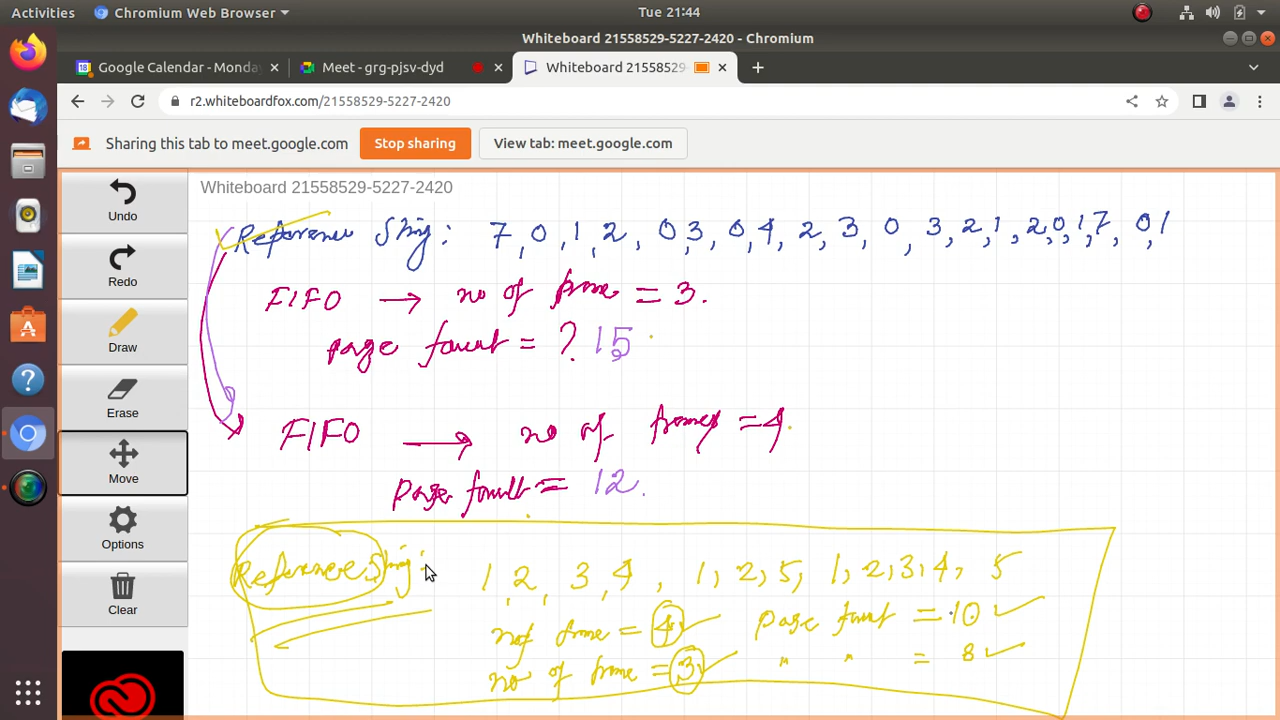 Activities Chromium Web Browser Tue 21:44
Whiteboard 21558529-5227-2420 - Chromium
Google Calendar - Monda Meet - grg-pjsv-dyd Whiteboard 21558529-5227-2420
r2.whiteboardfox.com/21558529-5227-2420
Sharing this tab to meet.google.com Stop sharing View tab: meet.google.com
Whiteboard 21558529-5227-2420
Undo
Redo
Draw
Erase
Move
Options
Clear
Reference String: 7, 0, 1, 2, 0, 3, 0, 4, 2, 3, 0, 3, 2, 1, 2, 0, 1, 7, 0, 1
FIFO → no of frame = 3.
page fault = ? 15
FIFO → no of frames = 4.
page fault = 12.
Reference String: 1, 2, 3, 4, 1, 2, 5, 1, 2, 3, 4, 5
no of frame = 4 ✓ page fault = 10 ✓
no of frame = 3 ✓ " " = 8 ✓